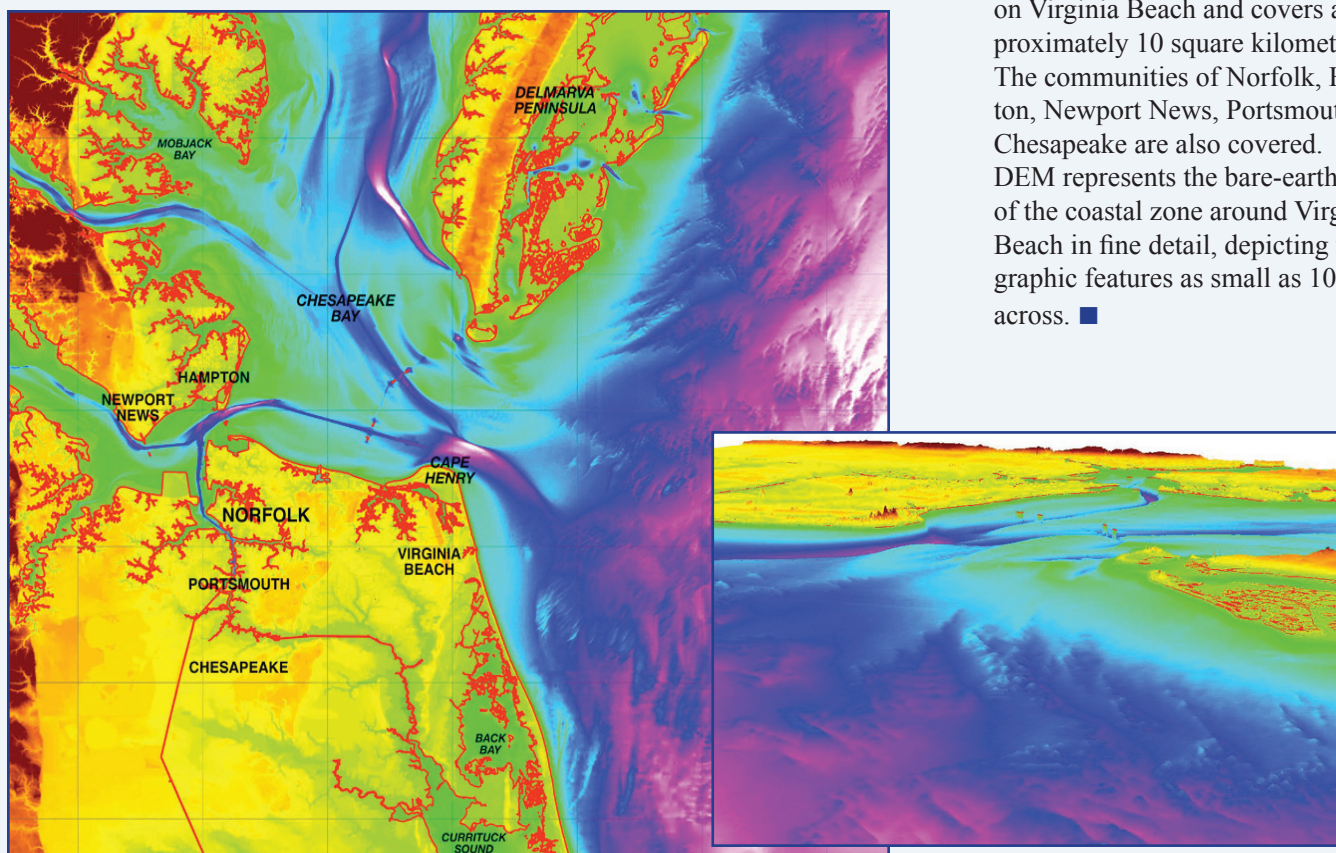 on Virginia Beach and covers
proximately 10 square
The communities of Norfolk,
ton, Newport News,
Chesapeake are also covered.
DEM represents the bare-earth
of the coastal zone around
Beach in fine detail, depicting
graphic features as small as 10
across. ■
DELMARVA
PENINSULA
MOBJACK
BAY
CHESAPEAKE
BAY
HAMPTON
NEWPORT
NEWS
CAPE
HENRY
NORFOLK
VIRGINIA
BEACH
PORTSMOUTH
CHESAPEAKE
BACK
BAY
CURRITUCK
SOUND